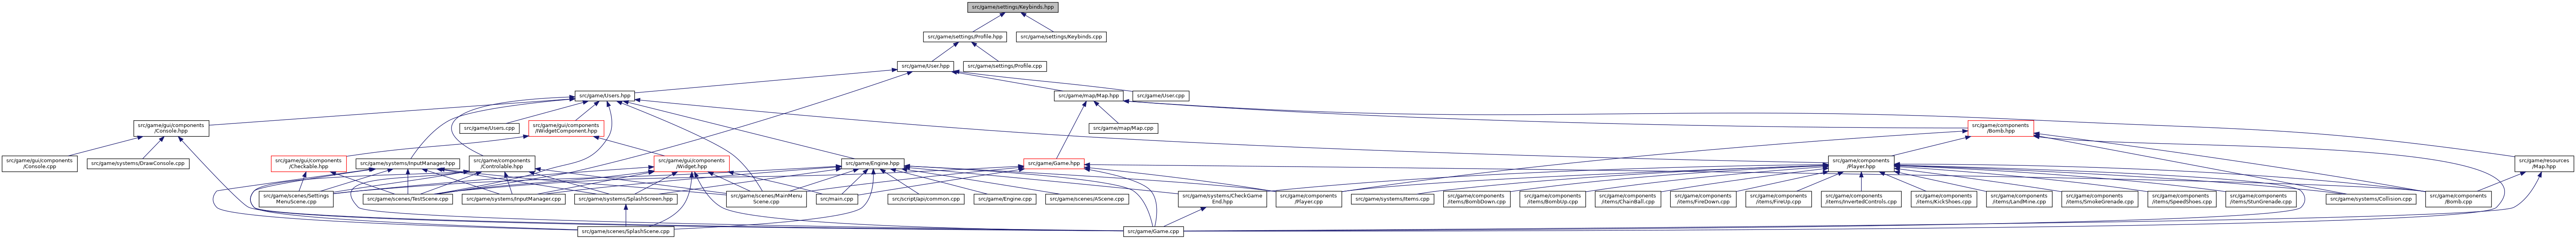 src/game/settings/Keybinds.hpp
src/game/settings/Profile.hpp
src/game/settings/Keybinds.cpp
src/game/User.hpp
src/game/settings/Profile.cpp
src/game/Users.hpp
src/game/map/Map.hpp
src/game/User.cpp
src/game/gui/components
/Console.hpp
src/game/Users.cpp
src/game/gui/components
/IWidgetComponent.hpp
src/game/map/Map.cpp
src/game/components
/Bomb.hpp
src/game/gui/components
/Console.cpp
src/game/systems/DrawConsole.cpp
src/game/gui/components
/Checkable.hpp
src/game/systems/InputManager.hpp
src/game/components
/Controlable.hpp
src/game/gui/components
/Widget.hpp
src/game/Engine.hpp
src/game/Game.hpp
src/game/components
/Player.hpp
src/game/resources
/Map.hpp
src/game/scenes/Settings
MenuScene.cpp
src/game/scenes/TestScene.cpp
src/game/systems/InputManager.cpp
src/game/systems/SplashScreen.hpp
src/game/scenes/MainMenu
Scene.cpp
src/main.cpp
src/script/api/common.cpp
src/game/Engine.cpp
src/game/scenes/AScene.cpp
src/game/systems/CheckGame
End.hpp
src/game/components
/Player.cpp
src/game/systems/Items.cpp
src/game/components
/items/BombDown.cpp
src/game/components
/items/BombUp.cpp
src/game/components
/items/ChainBall.cpp
src/game/components
/items/FireDown.cpp
src/game/components
/items/FireUp.cpp
src/game/components
/items/InvertedControls.cpp
src/game/components
/items/KickShoes.cpp
src/game/components
/items/LandMine.cpp
src/game/components
/items/SmokeGrenade.cpp
src/game/components
/items/SpeedShoes.cpp
src/game/components
/items/StunGrenade.cpp
src/game/systems/Collision.cpp
src/game/components
/Bomb.cpp
src/game/scenes/SplashScene.cpp
src/game/Game.cpp